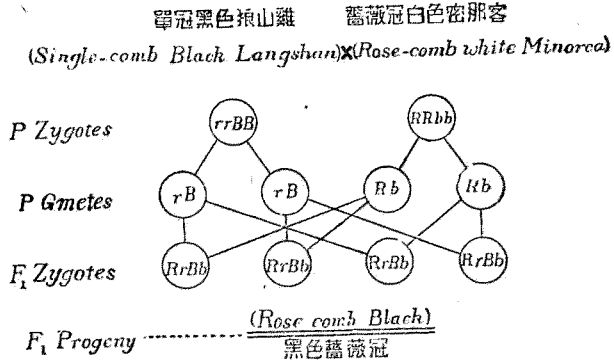 單冠黑色狼山雞 薔薇冠白色密那客
(Single-comb Black Langshan)X(Rose-comb white Minorca)
P Zygotes rrBB RRbb
P Gmetes rB rB Rb Rb
F₁ Zygotes RrBb RrBb RrBb RrBb
F₁ Progeny (Rose comb Black)
黑色薔薇冠